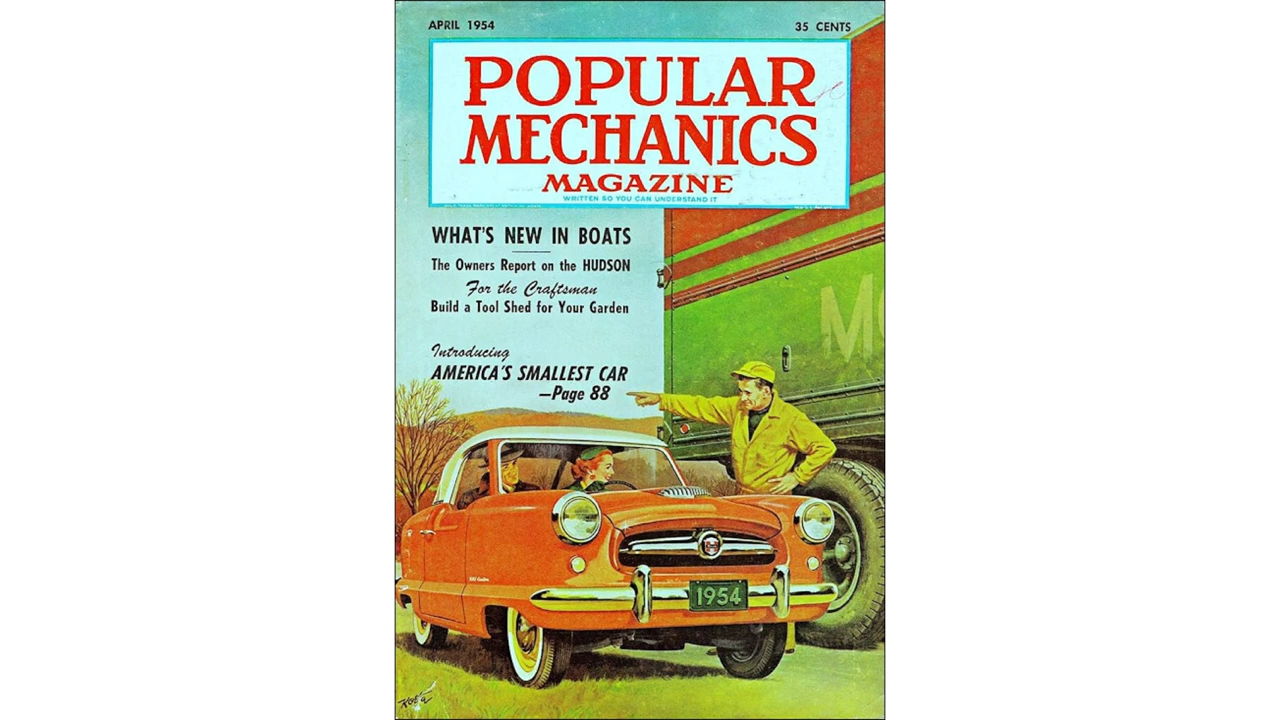 APRIL 1954
35 CENTS
POPULAR
MECHANICS
MAGAZINE
WRITTEN SO YOU CAN UNDERSTAND IT
WHAT'S NEW IN BOATS
The Owners Report on the HUDSON
For the Craftsman
Build a Tool Shed for Your Garden
Introducing
AMERICA'S SMALLEST CAR
—Page 88
1954